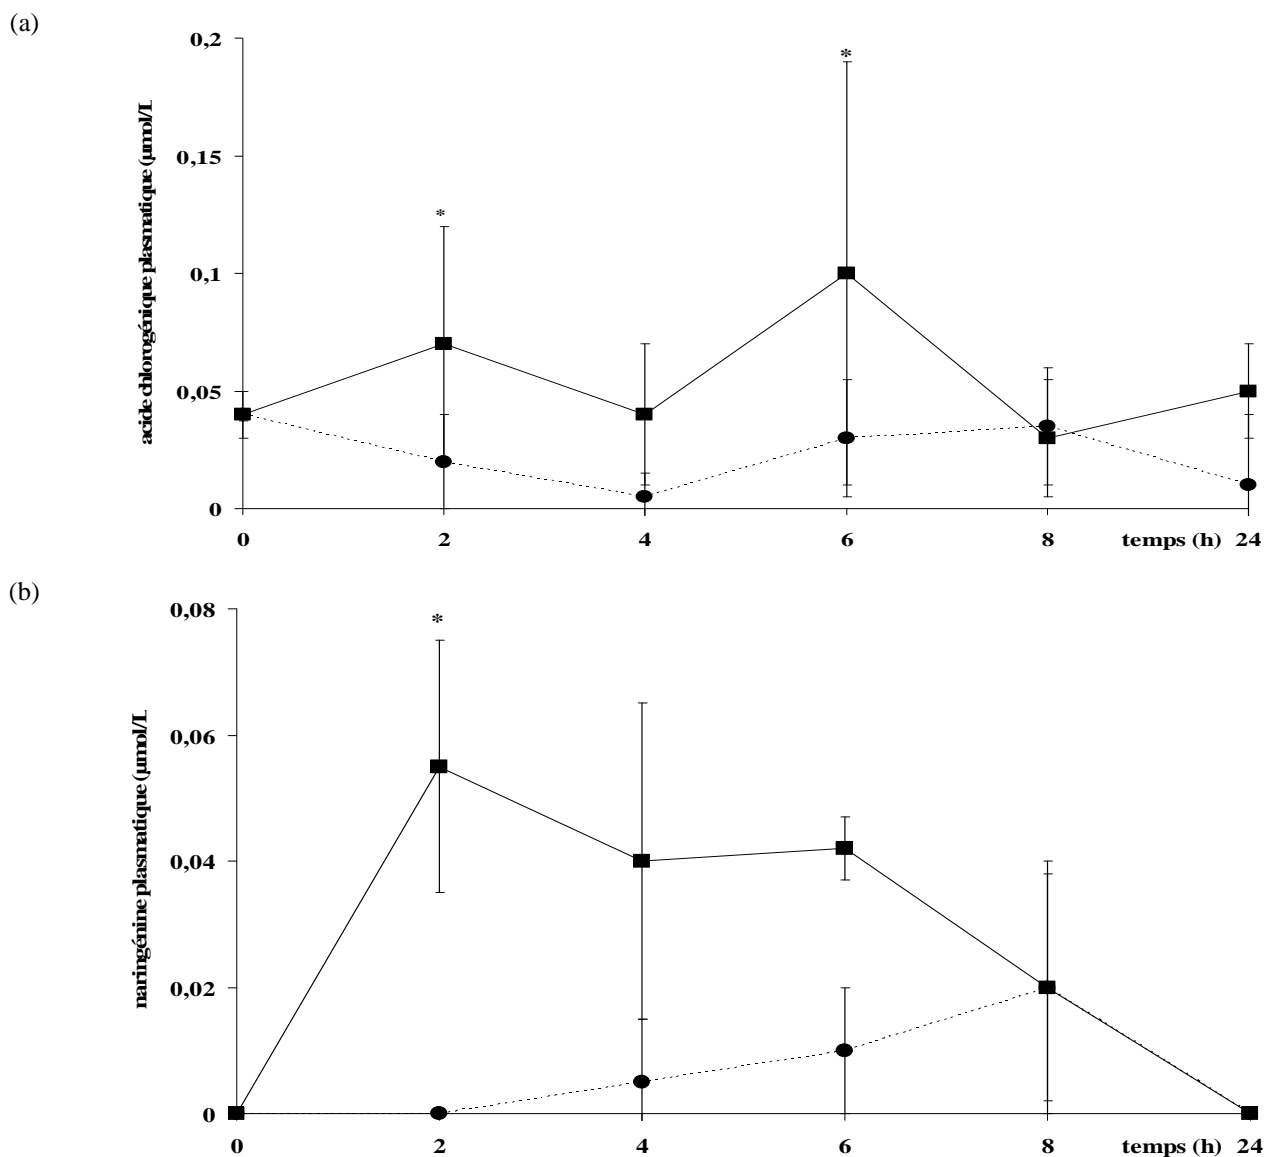 (a)
0,2
0,15
0,1
0,05
0
acide chlorogénique plasmatique (µmol/L
*
*
0 2 4 6 8 temps (h) 24
(b)
0,08
0,06
0,04
0,02
0
naringénine plasmatique (µmol/L
*
0 2 4 6 8 temps (h) 24